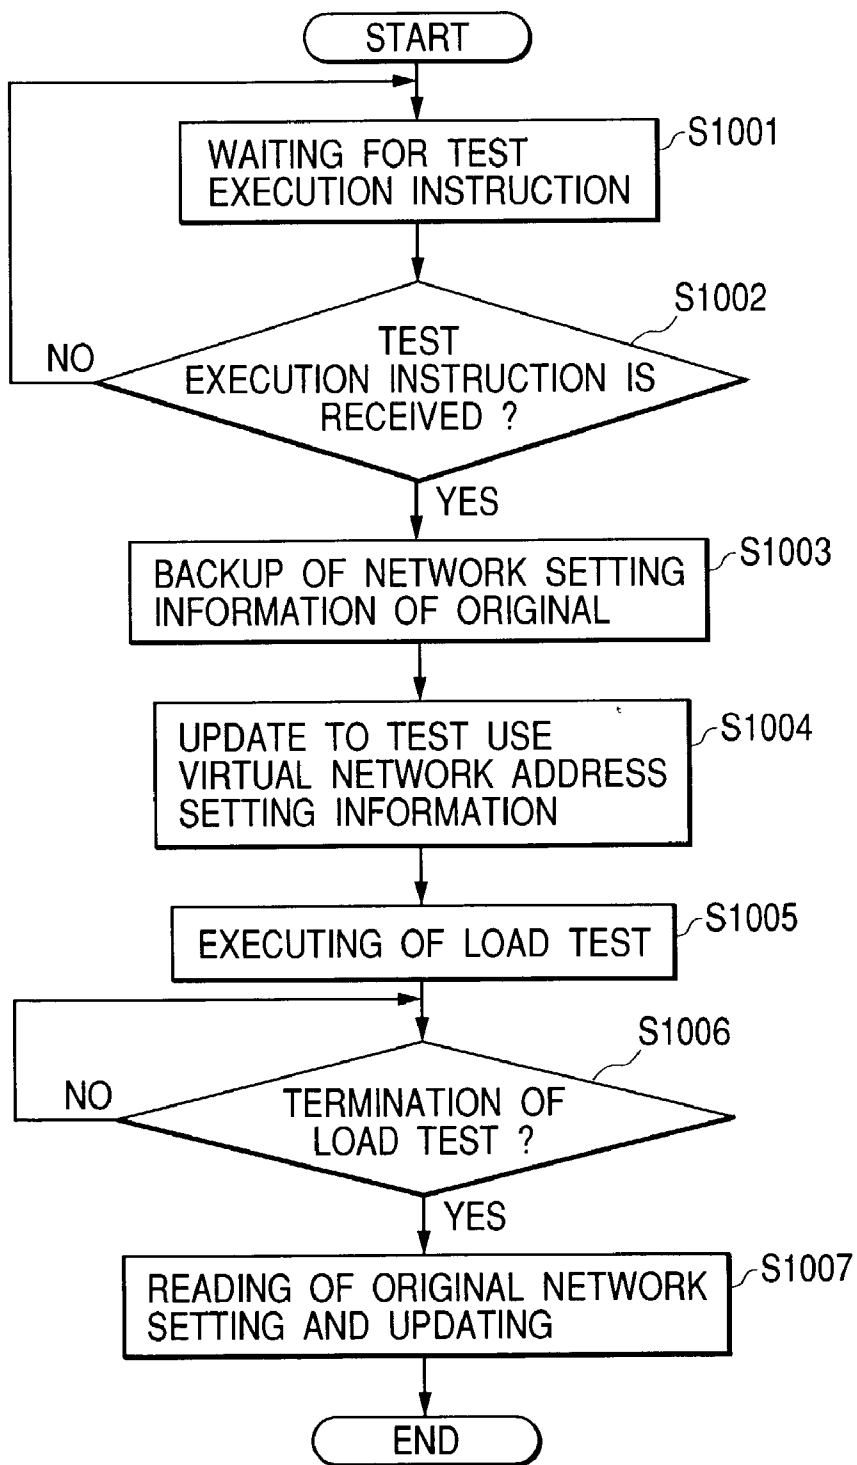 START
WAITING FOR TEST
EXECUTION INSTRUCTION
S1001
TEST
EXECUTION INSTRUCTION IS
RECEIVED ?
S1002
NO
YES
BACKUP OF NETWORK SETTING
INFORMATION OF ORIGINAL
S1003
UPDATE TO TEST USE
VIRTUAL NETWORK ADDRESS
SETTING INFORMATION
S1004
EXECUTING OF LOAD TEST
S1005
TERMINATION OF
LOAD TEST ?
S1006
NO
YES
READING OF ORIGINAL NETWORK
SETTING AND UPDATING
S1007
END